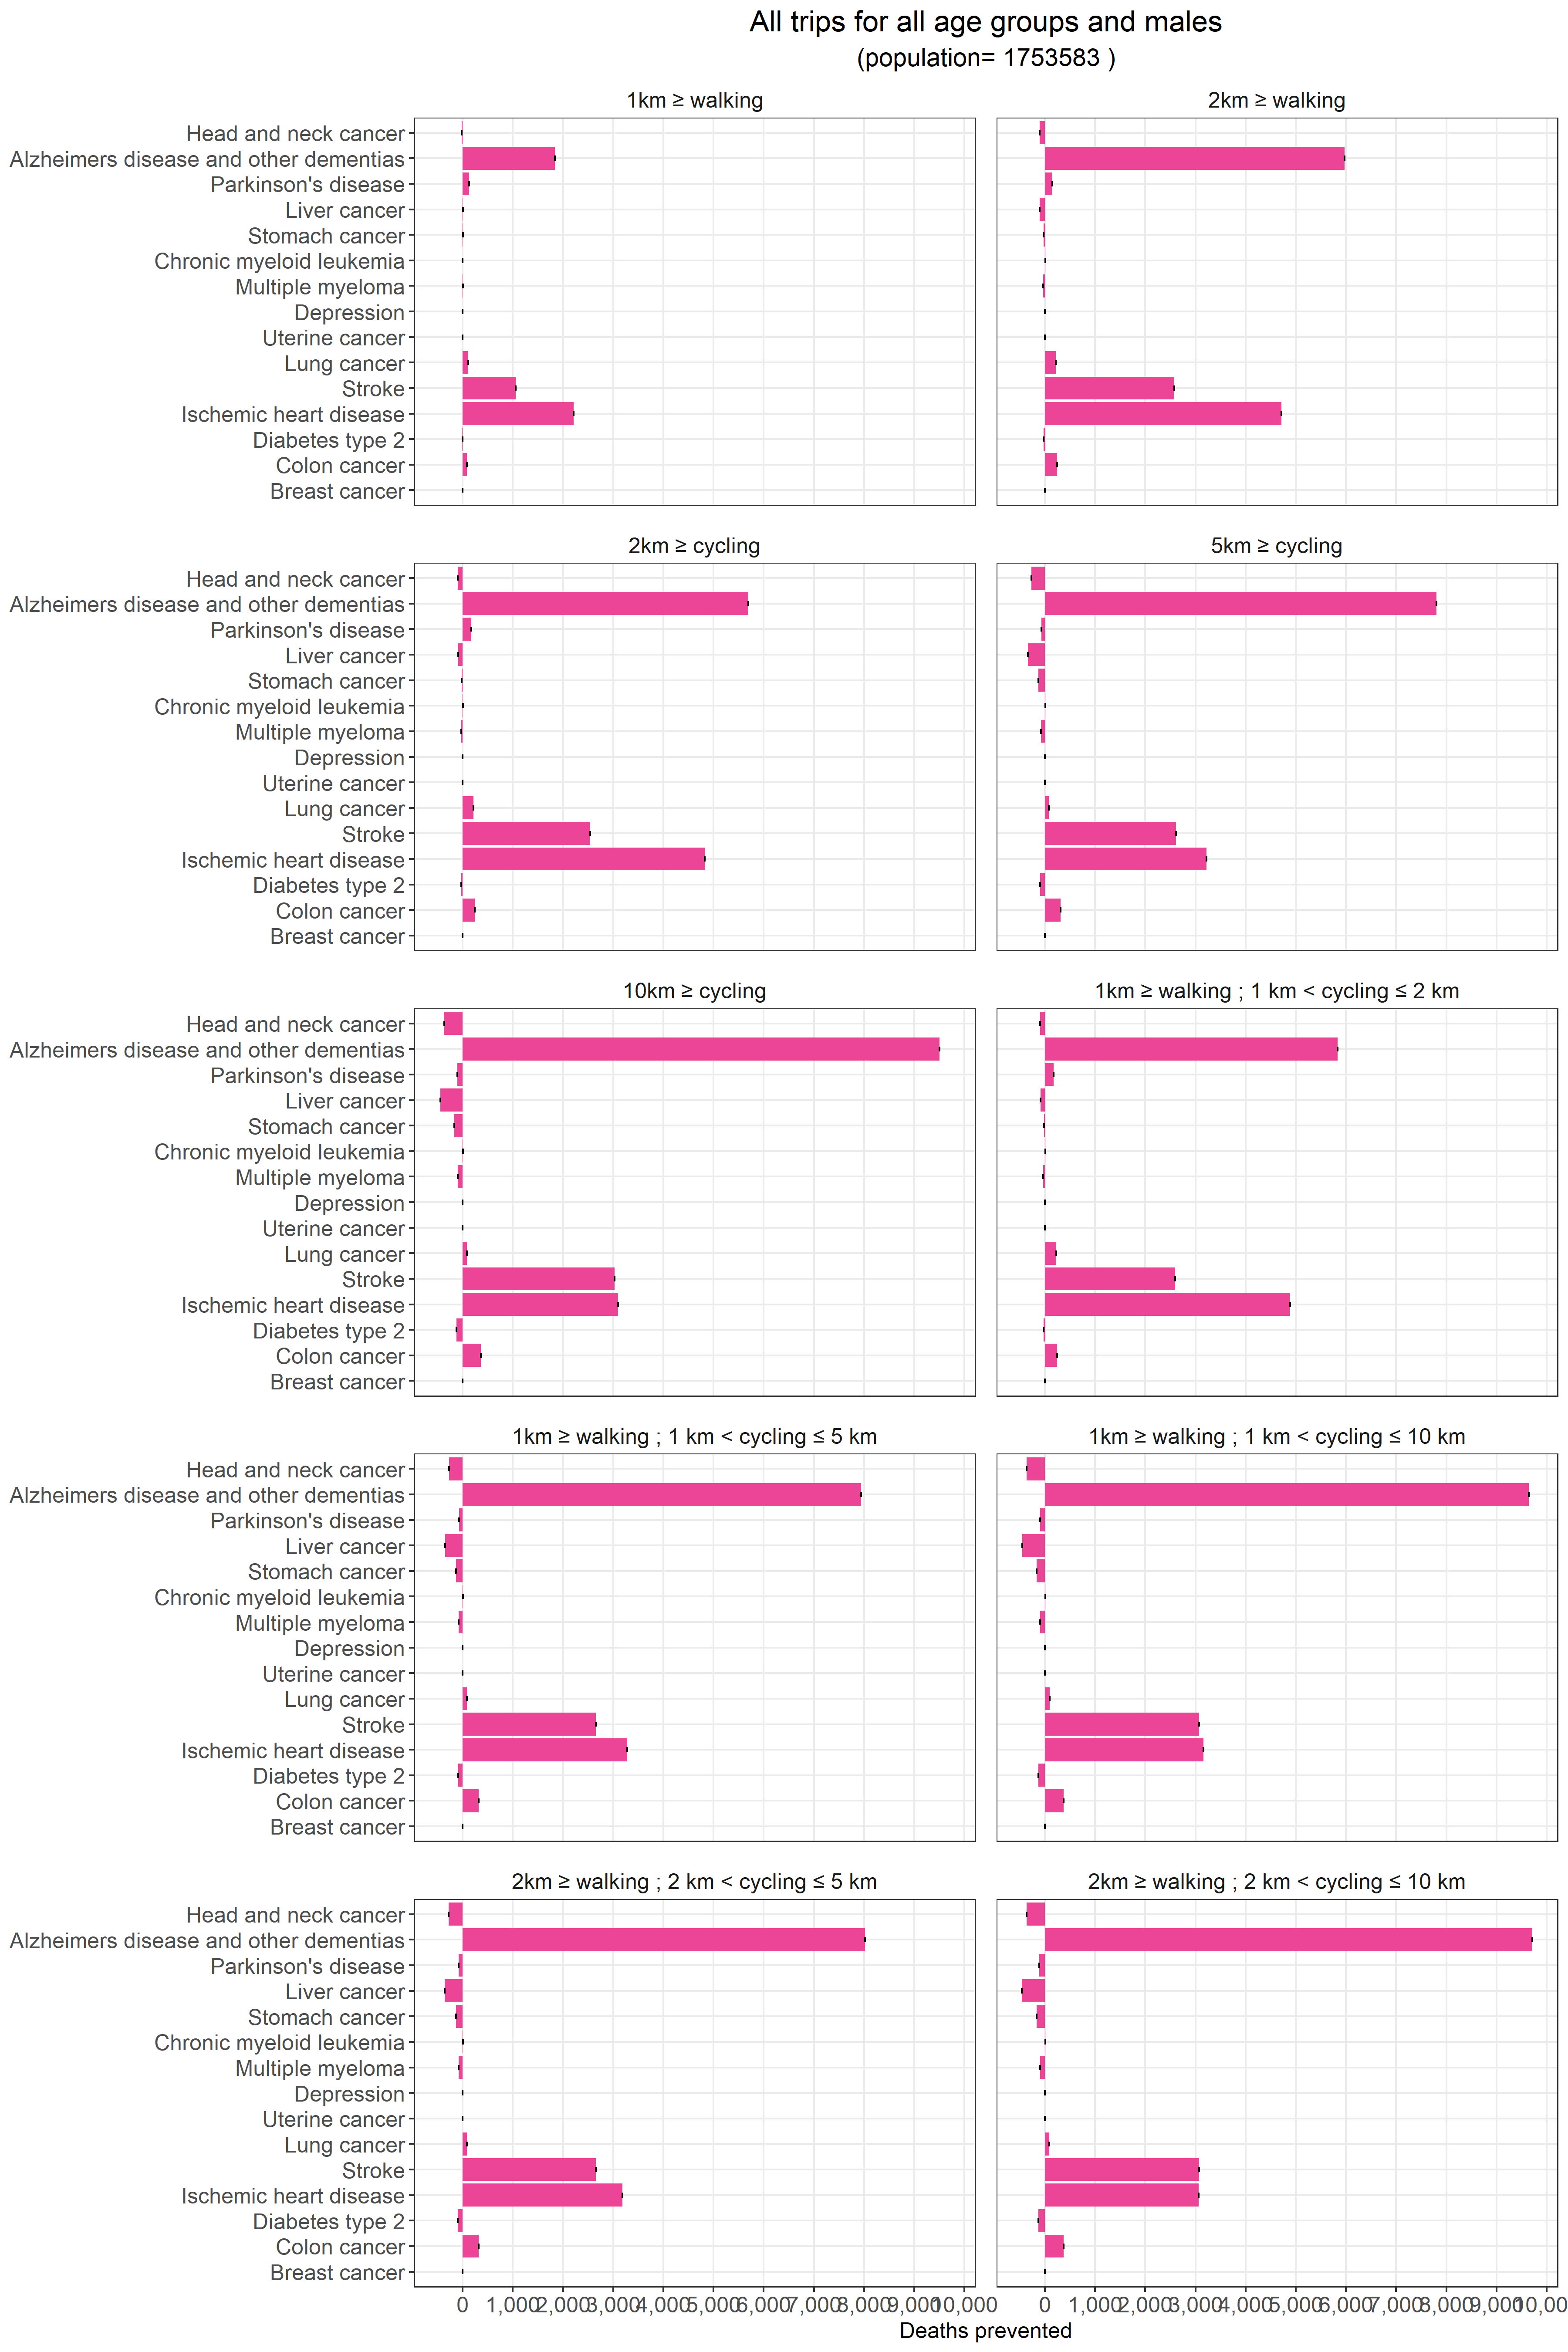 All trips for all age groups and males
(population= 1753583 )
1km ≥ walking
2km ≥ walking
Head and neck cancer
Alzheimers disease and other dementias
Parkinson's disease
Liver cancer
Stomach cancer
Chronic myeloid leukemia
Multiple myeloma
Depression
Uterine cancer
Lung cancer
Stroke
Ischemic heart disease
Diabetes type 2
Colon cancer
Breast cancer
2km ≥ cycling
5km ≥ cycling
Head and neck cancer
Alzheimers disease and other dementias
Parkinson's disease
Liver cancer
Stomach cancer
Chronic myeloid leukemia
Multiple myeloma
Depression
Uterine cancer
Lung cancer
Stroke
Ischemic heart disease
Diabetes type 2
Colon cancer
Breast cancer
10km ≥ cycling
1km ≥ walking ; 1 km < cycling ≤ 2 km
Head and neck cancer
Alzheimers disease and other dementias
Parkinson's disease
Liver cancer
Stomach cancer
Chronic myeloid leukemia
Multiple myeloma
Depression
Uterine cancer
Lung cancer
Stroke
Ischemic heart disease
Diabetes type 2
Colon cancer
Breast cancer
1km ≥ walking ; 1 km < cycling ≤ 5 km
1km ≥ walking ; 1 km < cycling ≤ 10 km
Head and neck cancer
Alzheimers disease and other dementias
Parkinson's disease
Liver cancer
Stomach cancer
Chronic myeloid leukemia
Multiple myeloma
Depression
Uterine cancer
Lung cancer
Stroke
Ischemic heart disease
Diabetes type 2
Colon cancer
Breast cancer
2km ≥ walking ; 2 km < cycling ≤ 5 km
2km ≥ walking ; 2 km < cycling ≤ 10 km
Head and neck cancer
Alzheimers disease and other dementias
Parkinson's disease
Liver cancer
Stomach cancer
Chronic myeloid leukemia
Multiple myeloma
Depression
Uterine cancer
Lung cancer
Stroke
Ischemic heart disease
Diabetes type 2
Colon cancer
Breast cancer
0 1,000 2,000 3,000 4,000 5,000 6,000 7,000 8,000 9,000 10,000
0 1,000 2,000 3,000 4,000 5,000 6,000 7,000 8,000 9,000 10,00
Deaths prevented